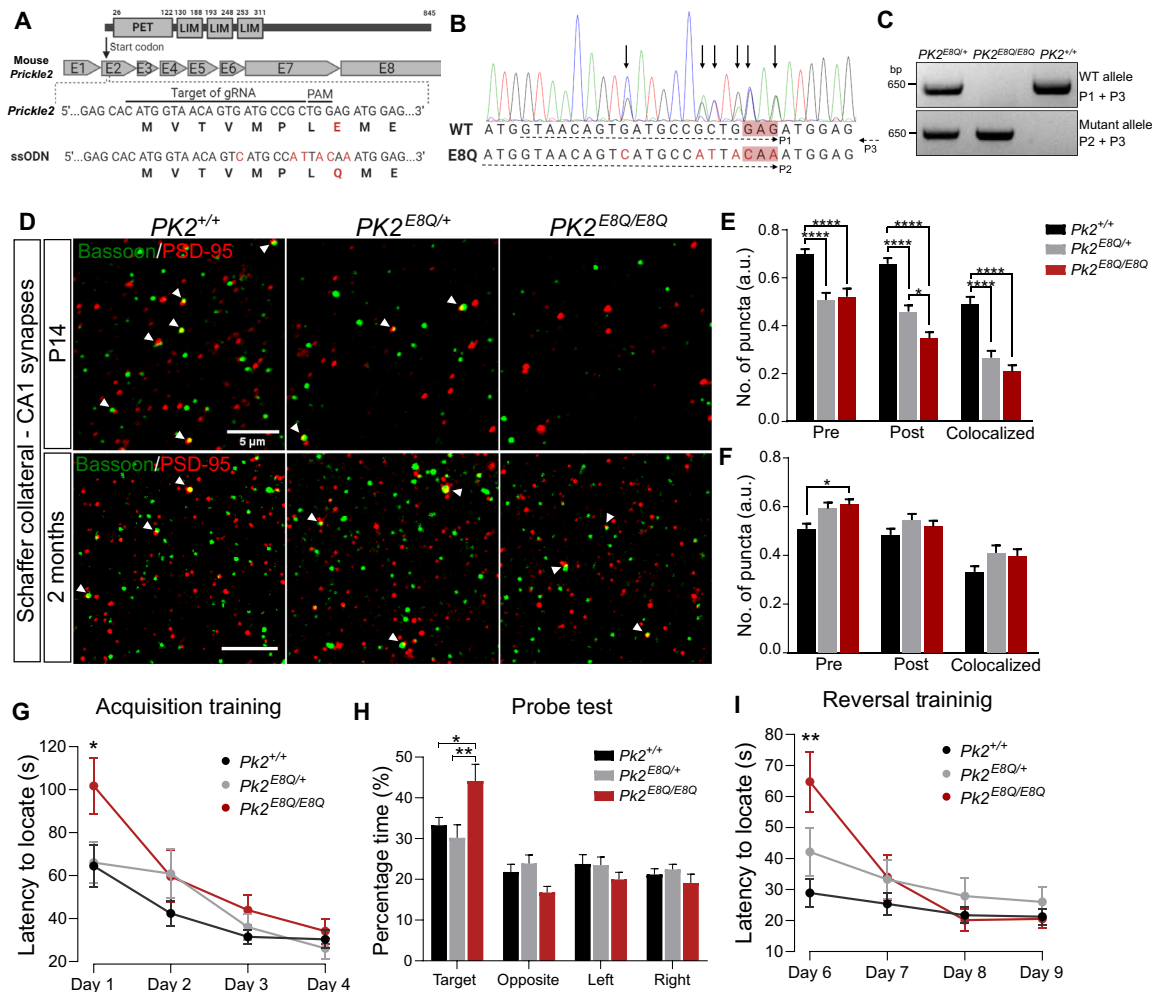 A
26 122 130 188 193 248 253 311 845
PET LIM LIM LIM
Start codon
Mouse
Prickle2
E1 E2 E3 E4 E5 E6 E7 E8
Target of gRNA PAM
Prickle2 5'...GAG CAC ATG GTA ACA GTG ATG CCG CTG GAG ATG GAG...3'
M V T V M P L E M E
ssODN 5'...GAG CAC ATG GTA ACA GTC ATG CCA TTA CAA ATG GAG...3'
M V T V M P L Q M E
B
WT ATGGTAACAGTGATGCCGCTGGAGATGGAG
P1
P3
E8Q ATGGTAACAGTCATGCCATTACAAATGGAG
P2
C
PK2E8Q/+ PK2E8Q/E8Q PK2+/+
bp
650
WT allele
P1 + P3
650
Mutant allele
P2 + P3
D
PK2+/+ PK2E8Q/+ PK2E8Q/E8Q
Schaffer collateral - CA1 synapses
P14
Bassoon/PSD-95
5 µm
2 months
Bassoon/PSD-95
E
No. of puncta (a.u.)
0.8
0.6
0.4
0.2
0.0
**** ****
**** **** *
**** ****
Pk2+/+
Pk2E8Q/+
Pk2E8Q/E8Q
Pre Post Colocalized
F
No. of puncta (a.u.)
0.8
0.6
0.4
0.2
0.0
*
Pre Post Colocalized
G
Acquisition training
Latency to locate (s)
120
100
80
60
40
20
*
Pk2+/+
Pk2E8Q/+
Pk2E8Q/E8Q
Day 1 Day 2 Day 3 Day 4
H
Probe test
Percentage time (%)
50
40
30
20
10
0
*
**
Pk2+/+
Pk2E8Q/+
Pk2E8Q/E8Q
Target Opposite Left Right
I
Reversal traininig
Latency to locate (s)
80
70
60
50
40
30
20
10
**
Pk2+/+
Pk2E8Q/+
Pk2E8Q/E8Q
Day 6 Day 7 Day 8 Day 9